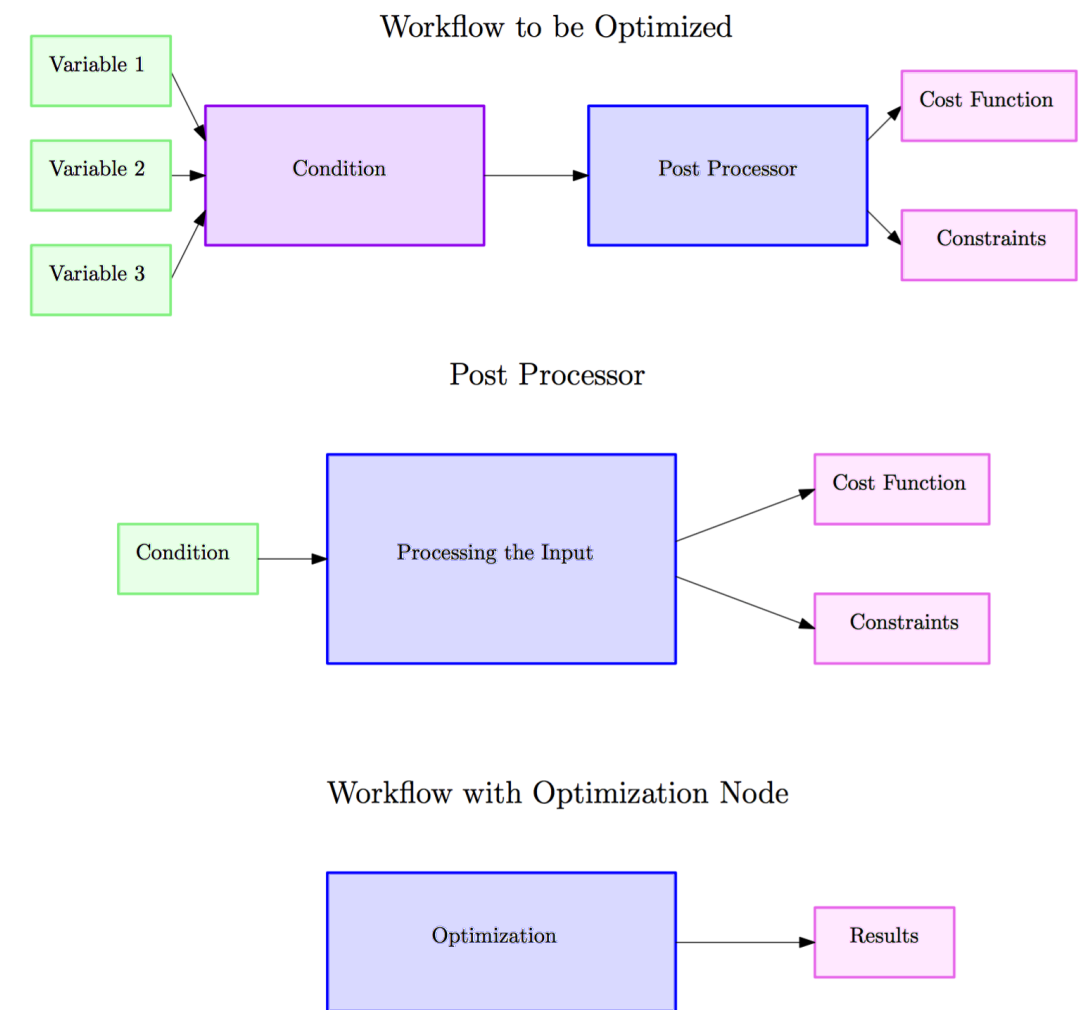 Workflow to be Optimized
Variable 1
Variable 2
Variable 3
Condition
Post Processor
Cost Function
Constraints
Post Processor
Condition
Processing the Input
Cost Function
Constraints
Workflow with Optimization Node
Optimization
Results